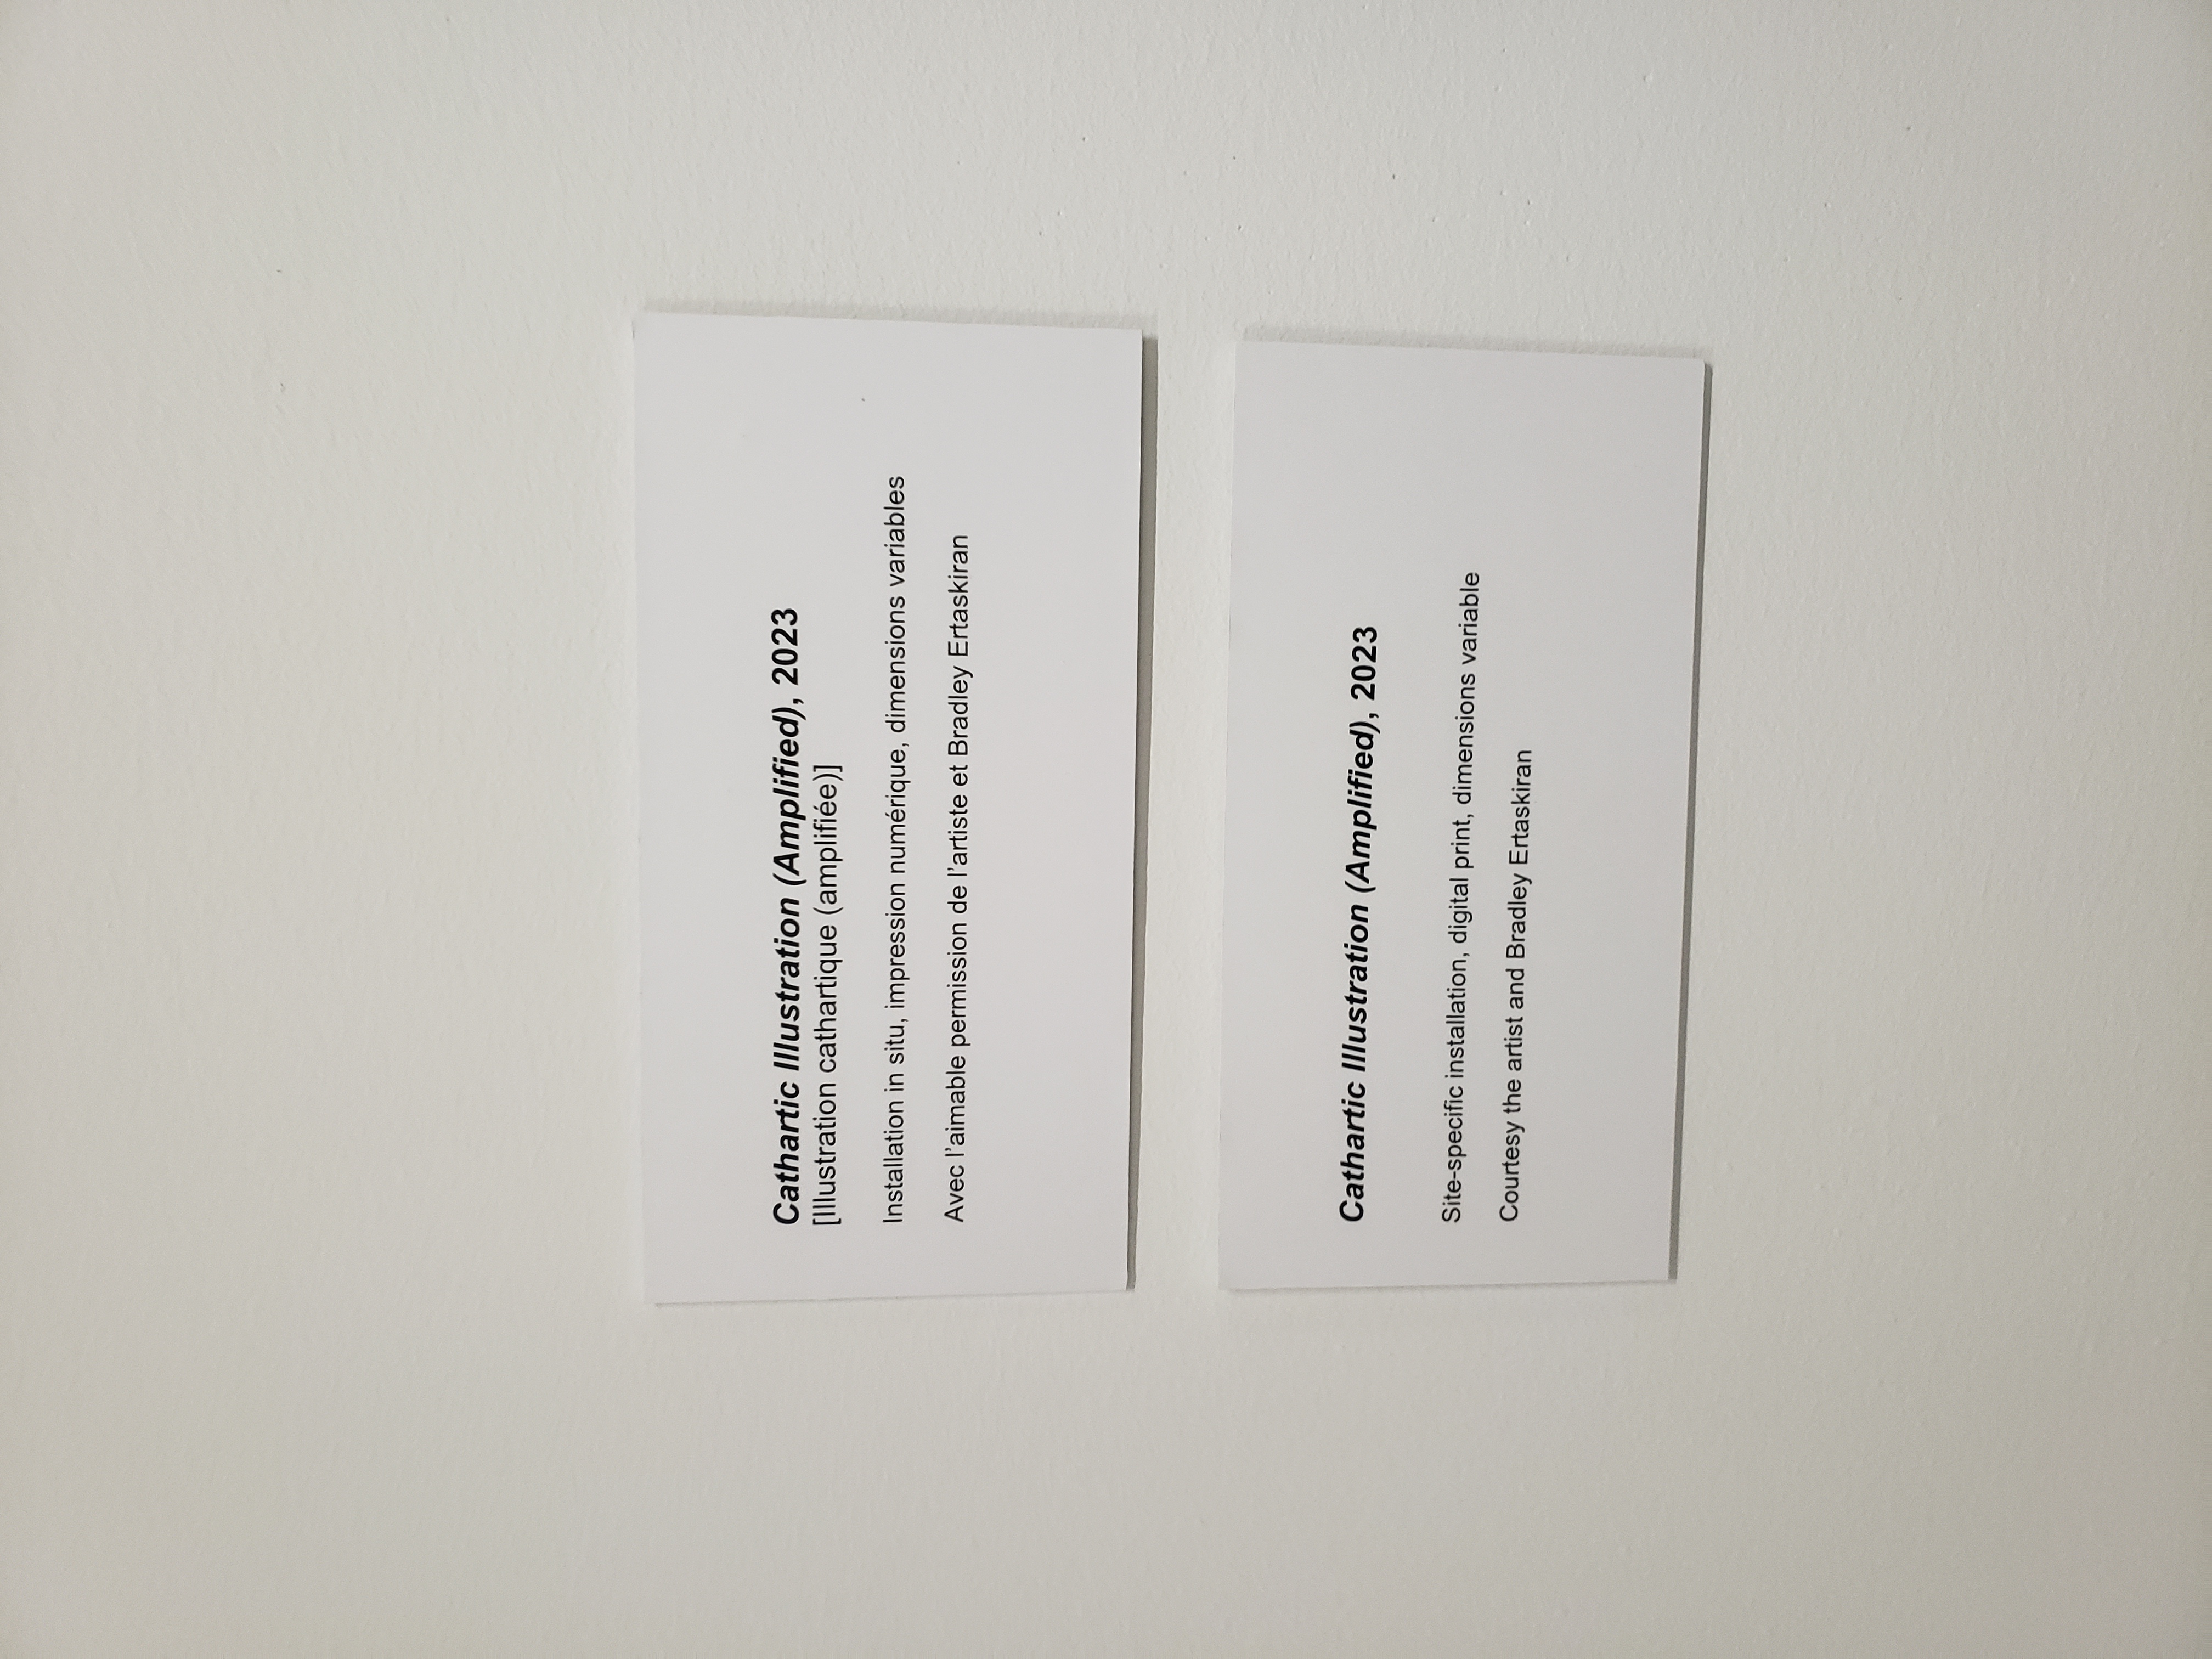 Cathartic Illustration (Amplified), 2023
[Illustration cathartique (amplifiée)]
Installation in situ, impression numérique, dimensions variables
Avec l’aimable permission de l’artiste et Bradley Ertaskiran
Cathartic Illustration (Amplified), 2023
Site-specific installation, digital print, dimensions variable
Courtesy the artist and Bradley Ertaskiran